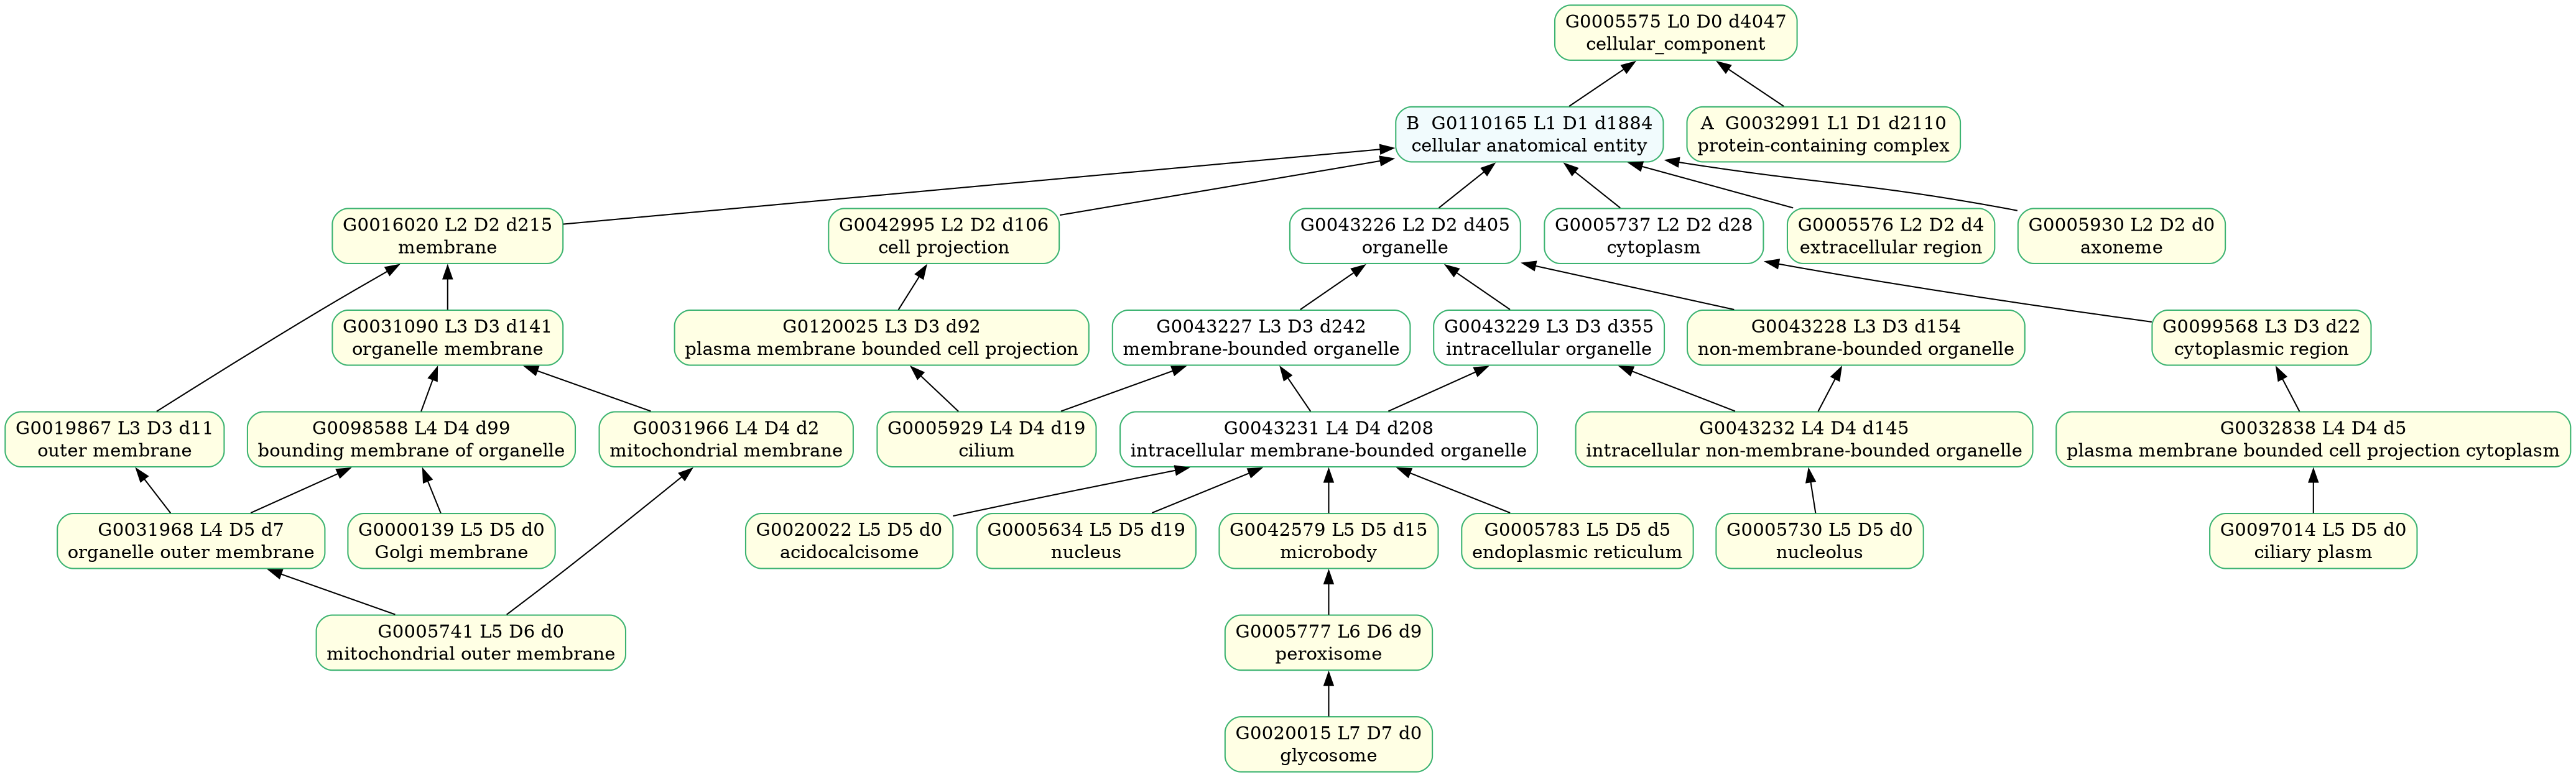 G0005575 L0 D0 d4047
cellular_component
B  G0110165 L1 D1 d1884
cellular anatomical entity
A  G0032991 L1 D1 d2110
protein-containing complex
G0016020 L2 D2 d215
membrane
G0042995 L2 D2 d106
cell projection
G0043226 L2 D2 d405
organelle
G0005737 L2 D2 d28
cytoplasm
G0005576 L2 D2 d4
extracellular region
G0005930 L2 D2 d0
axoneme
G0031090 L3 D3 d141
organelle membrane
G0120025 L3 D3 d92
plasma membrane bounded cell projection
G0043227 L3 D3 d242
membrane-bounded organelle
G0043229 L3 D3 d355
intracellular organelle
G0043228 L3 D3 d154
non-membrane-bounded organelle
G0099568 L3 D3 d22
cytoplasmic region
G0019867 L3 D3 d11
outer membrane
G0098588 L4 D4 d99
bounding membrane of organelle
G0031966 L4 D4 d2
mitochondrial membrane
G0005929 L4 D4 d19
cilium
G0043231 L4 D4 d208
intracellular membrane-bounded organelle
G0043232 L4 D4 d145
intracellular non-membrane-bounded organelle
G0032838 L4 D4 d5
plasma membrane bounded cell projection cytoplasm
G0031968 L4 D5 d7
organelle outer membrane
G0000139 L5 D5 d0
Golgi membrane
G0020022 L5 D5 d0
acidocalcisome
G0005634 L5 D5 d19
nucleus
G0042579 L5 D5 d15
microbody
G0005783 L5 D5 d5
endoplasmic reticulum
G0005730 L5 D5 d0
nucleolus
G0097014 L5 D5 d0
ciliary plasm
G0005741 L5 D6 d0
mitochondrial outer membrane
G0005777 L6 D6 d9
peroxisome
G0020015 L7 D7 d0
glycosome